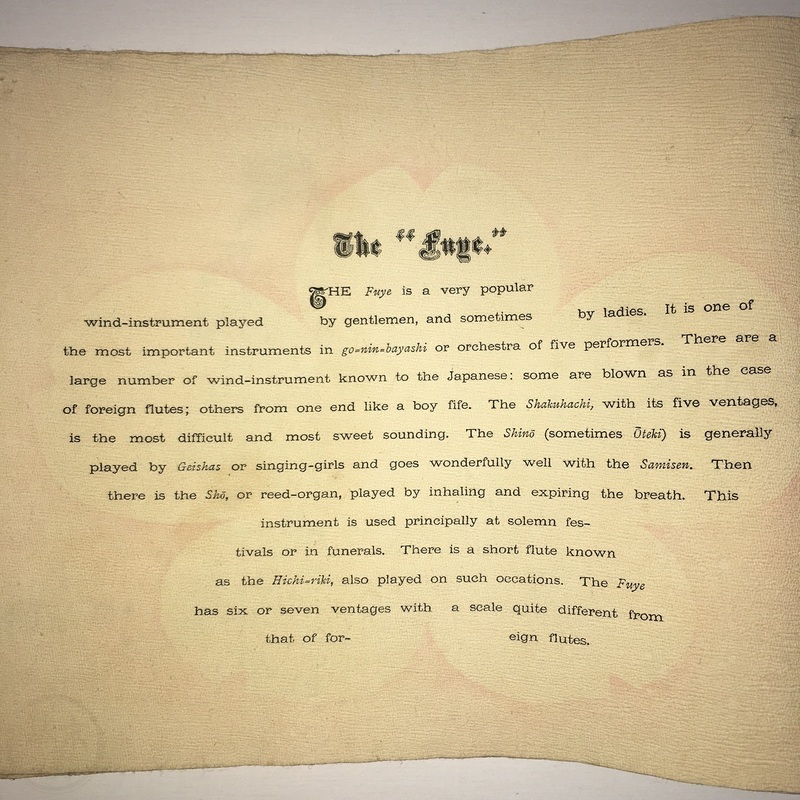 The “Fuye.”
THE Fuye is a very popular
wind-instrument played by gentlemen, and sometimes by ladies. It is one of
the most important instruments in go-nin-bayashi or orchestra of five performers. There are a
large number of wind-instrument known to the Japanese: some are blown as in the case
of foreign flutes; others from one end like a boy fife. The Shakuhachi, with its five ventages,
is the most difficult and most sweet sounding. The Shinō (sometimes Ōteki) is generally
played by Geishas or singing-girls and goes wonderfully well with the Samisen. Then
there is the Shō, or reed-organ, played by inhaling and expiring the breath. This
instrument is used principally at solemn fes-
tivals or in funerals. There is a short flute known
as the Hichi-riki, also played on such occations. The Fuye
has six or seven ventages with a scale quite different from
that of for- eign flutes.